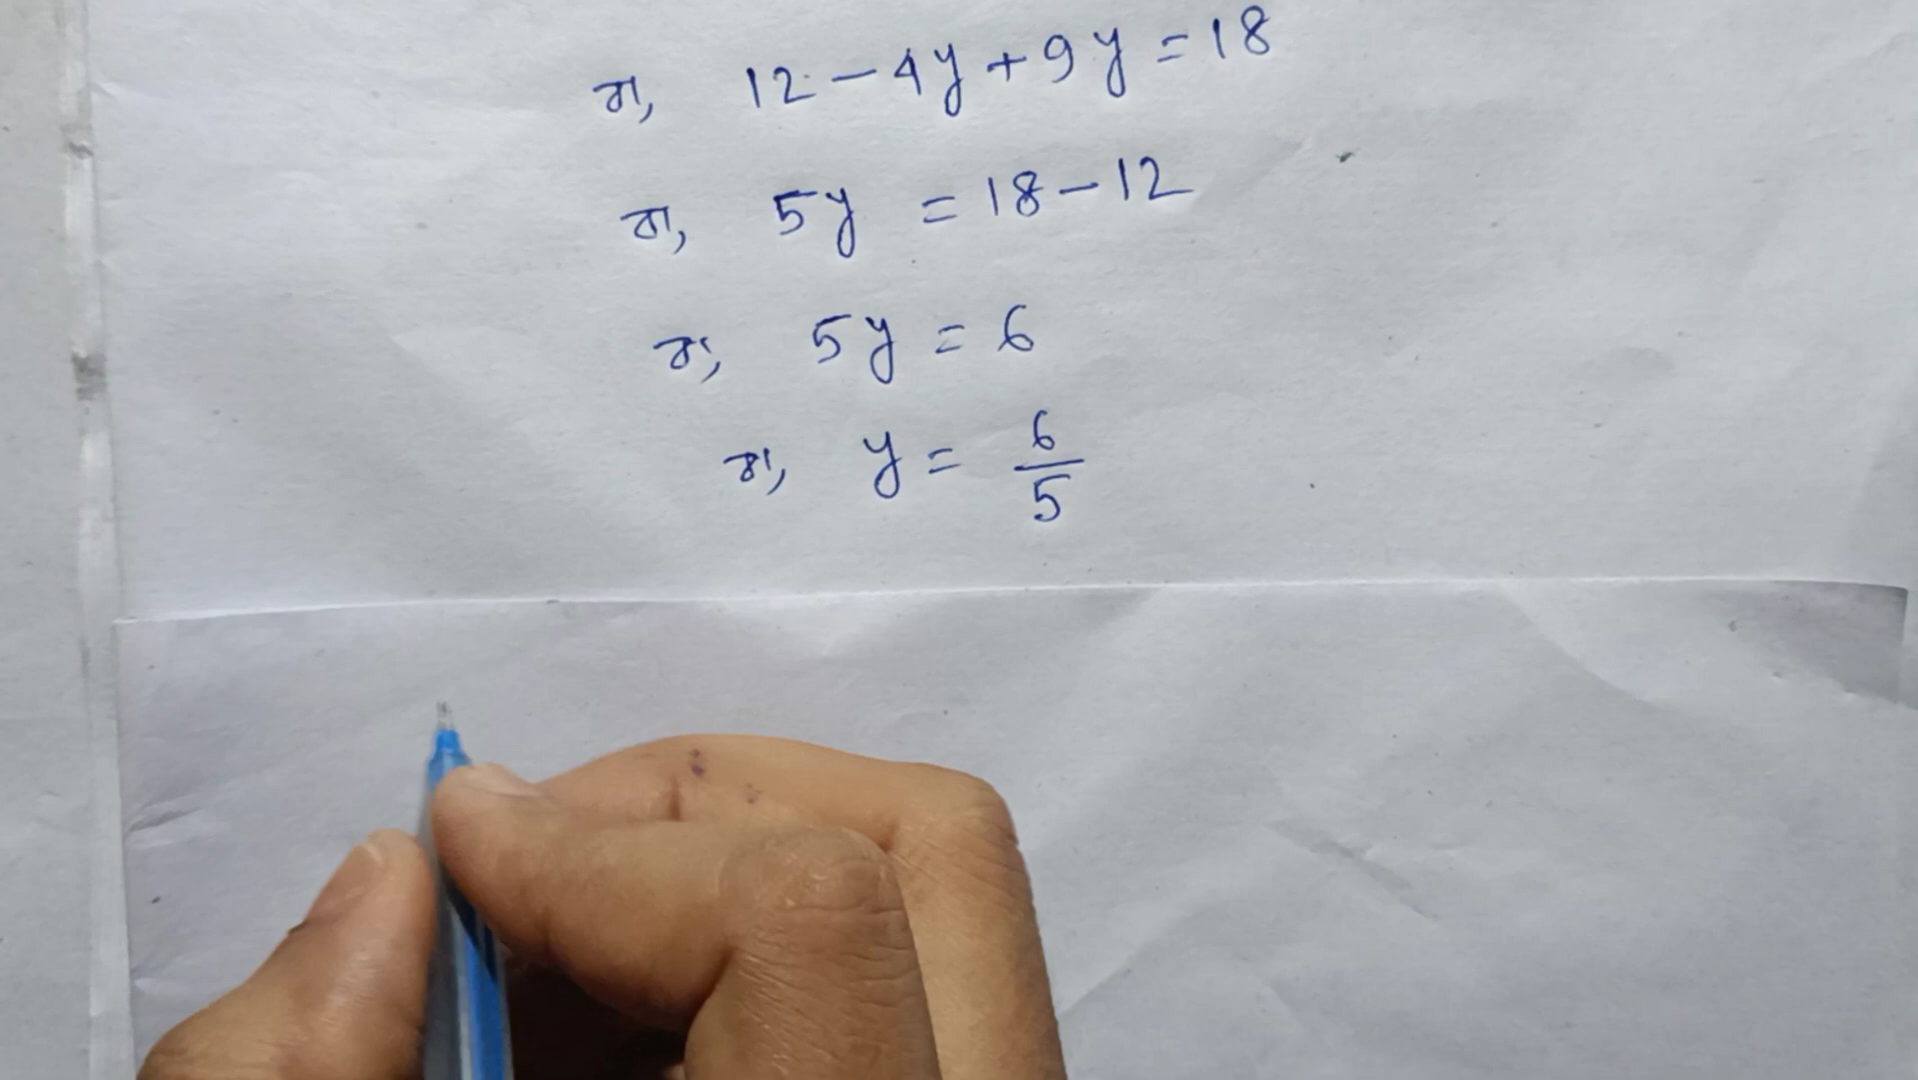 বা, 12 - 4y + 9y = 18
বা, 5y = 18 - 12
বা, 5y = 6
বা, y = 6/5